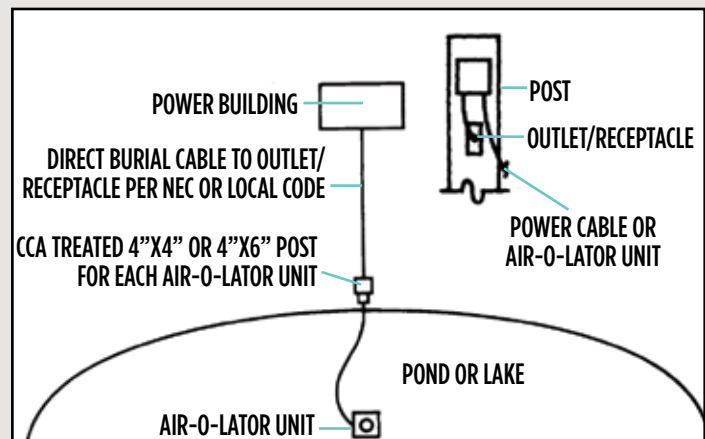 POWER BUILDING
DIRECT BURIAL CABLE TO OUTLET/
RECEPTACLE PER NEC OR LOCAL CODE
CCA TREATED 4”X4” OR 4”X6” POST
FOR EACH AIR-O-LATOR UNIT
POST
OUTLET/RECEPTACLE
POWER CABLE OR
AIR-O-LATOR UNIT
POND OR LAKE
AIR-O-LATOR UNIT